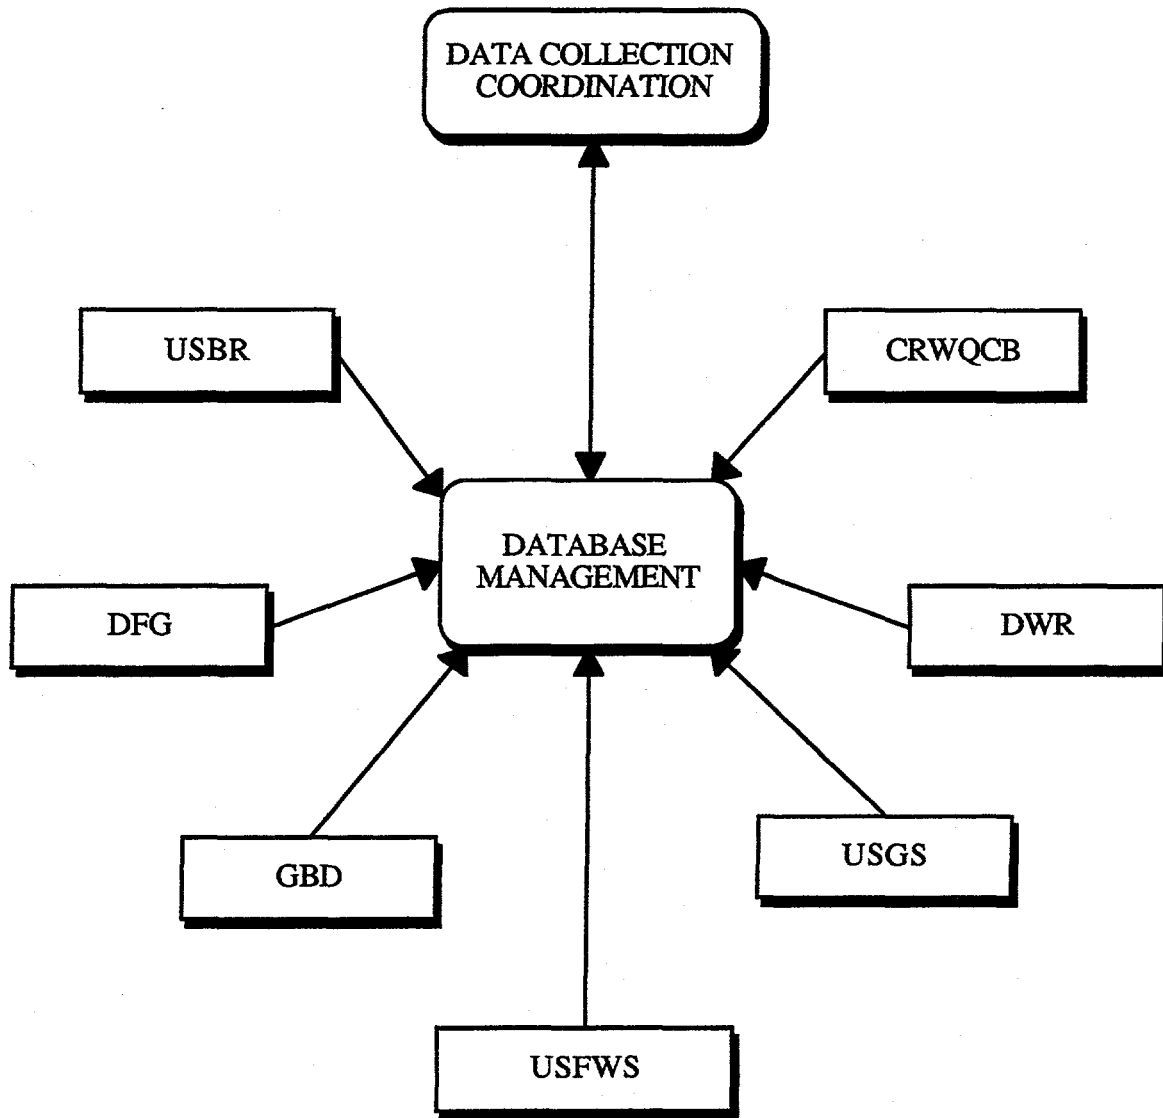 DATA COLLECTION
COORDINATION
USBR
CRWQCB
DATABASE
MANAGEMENT
DFG
DWR
GBD
USGS
USFWS